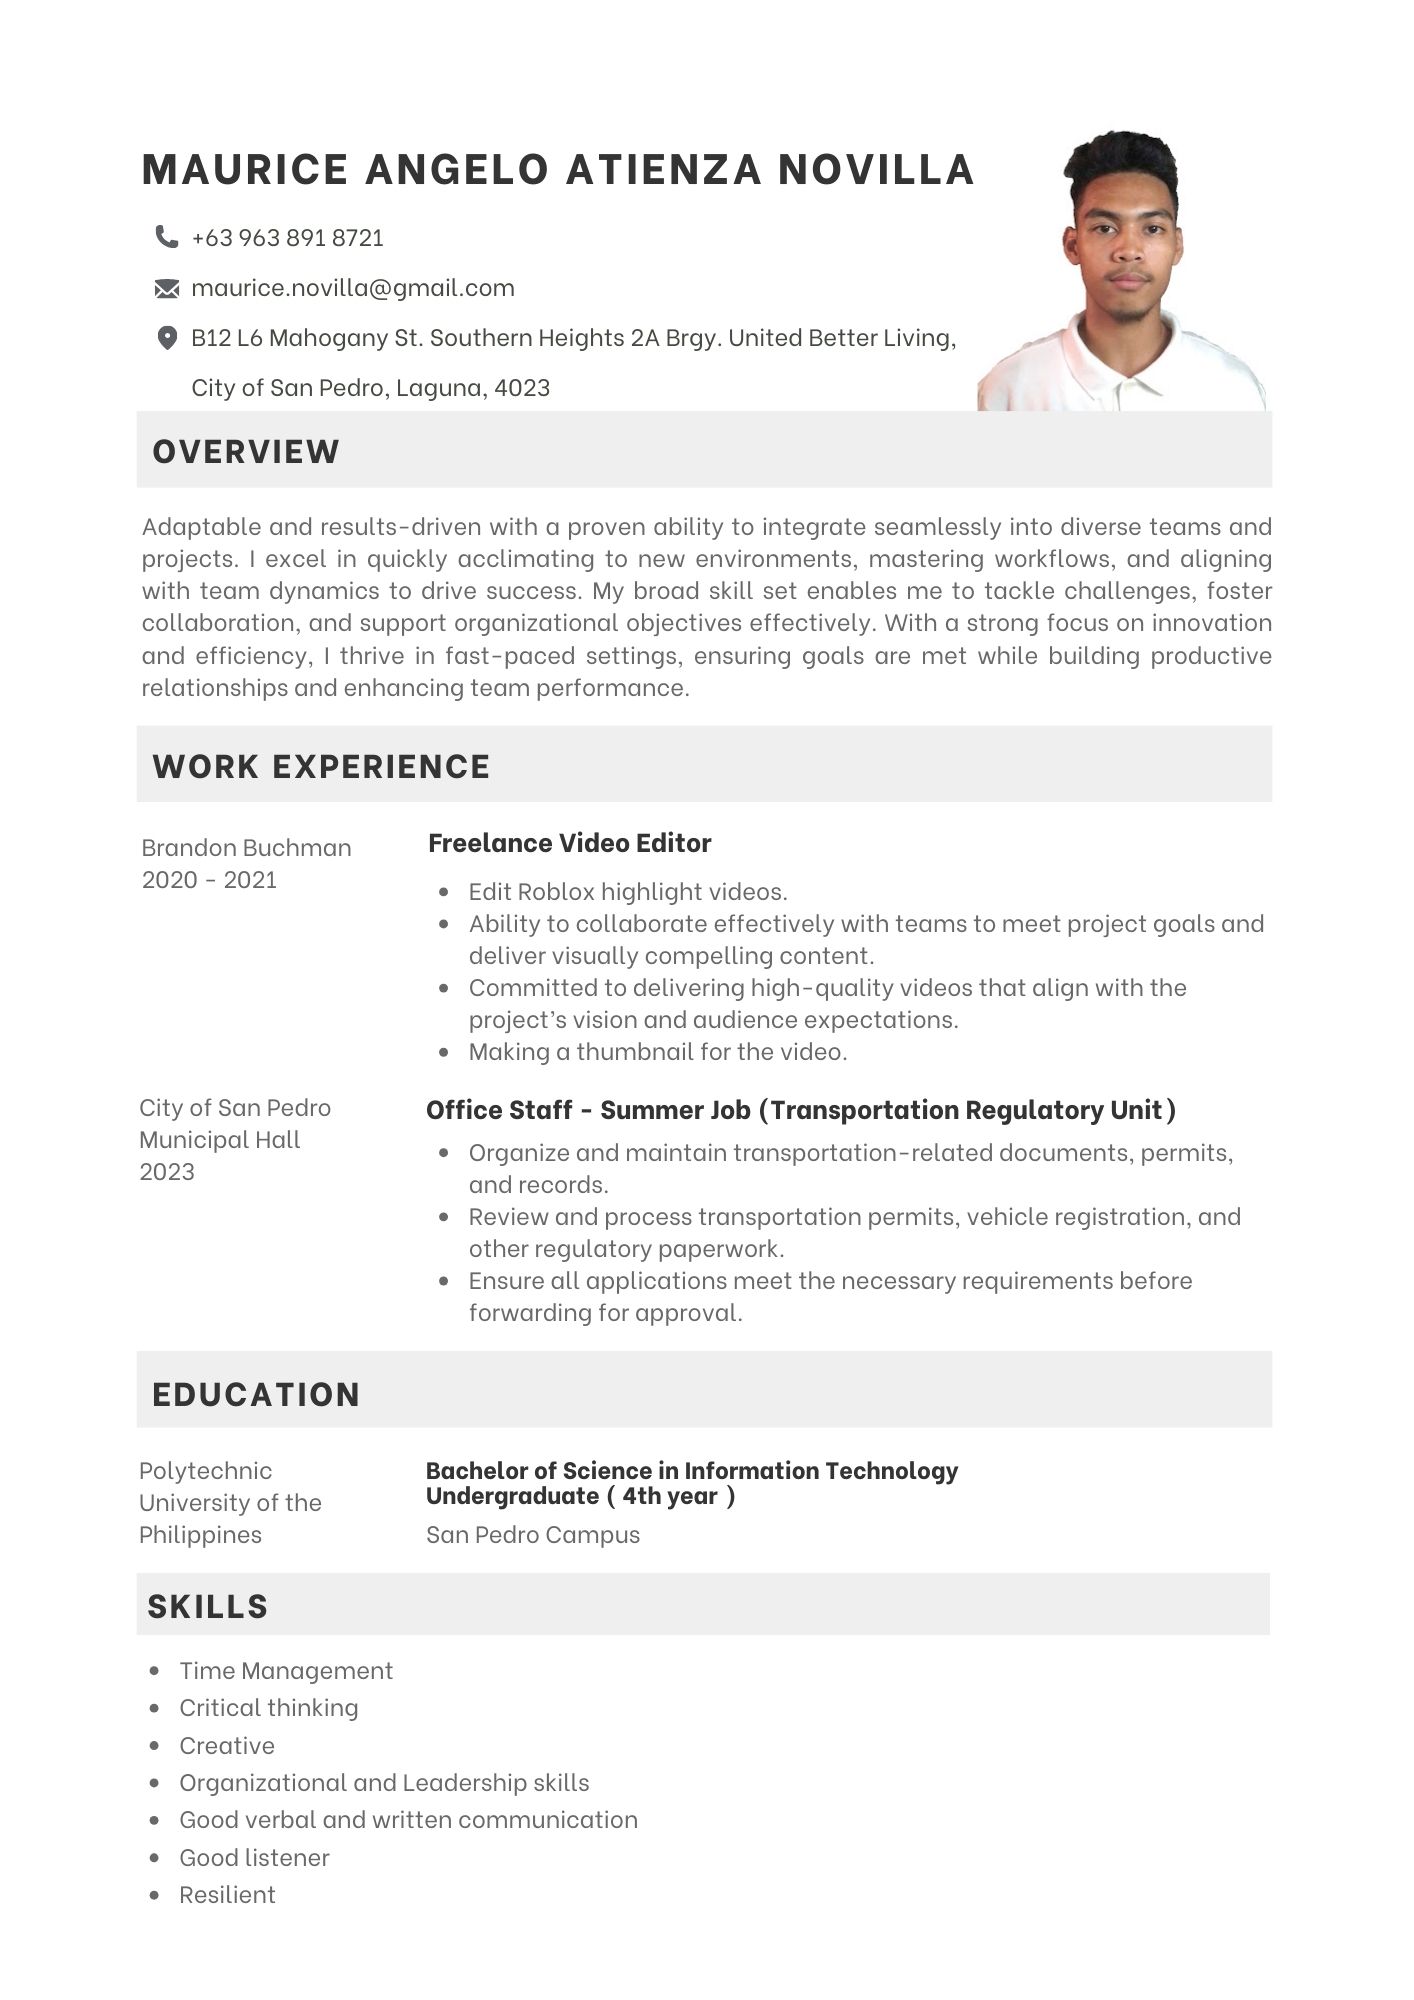 MAURICE ANGELO ATIENZA NOVILLA
+63 963 891 8721
maurice.novilla@gmail.com
B12 L6 Mahogany St. Southern Heights 2A Brgy. United Better Living,
City of San Pedro, Laguna, 4023
OVERVIEW
Adaptable and results-driven with a proven ability to integrate seamlessly into diverse teams and
projects. I excel in quickly acclimating to new environments, mastering workflows, and aligning
with team dynamics to drive success. My broad skill set enables me to tackle challenges, foster
collaboration, and support organizational objectives effectively. With a strong focus on innovation
and efficiency, I thrive in fast-paced settings, ensuring goals are met while building productive
relationships and enhancing team performance.
WORK EXPERIENCE
Brandon Buchman
2020 - 2021
Freelance Video Editor
• Edit Roblox highlight videos.
• Ability to collaborate effectively with teams to meet project goals and
deliver visually compelling content.
• Committed to delivering high-quality videos that align with the
project's vision and audience expectations.
• Making a thumbnail for the video.
City of San Pedro
Municipal Hall
2023
Office Staff - Summer Job (Transportation Regulatory Unit)
• Organize and maintain transportation-related documents, permits,
and records.
• Review and process transportation permits, vehicle registration, and
other regulatory paperwork.
• Ensure all applications meet the necessary requirements before
forwarding for approval.
EDUCATION
Polytechnic
University of the
Philippines
Bachelor of Science in Information Technology
Undergraduate ( 4th year )
San Pedro Campus
SKILLS
• Time Management
• Critical thinking
• Creative
• Organizational and Leadership skills
• Good verbal and written communication
• Good listener
• Resilient